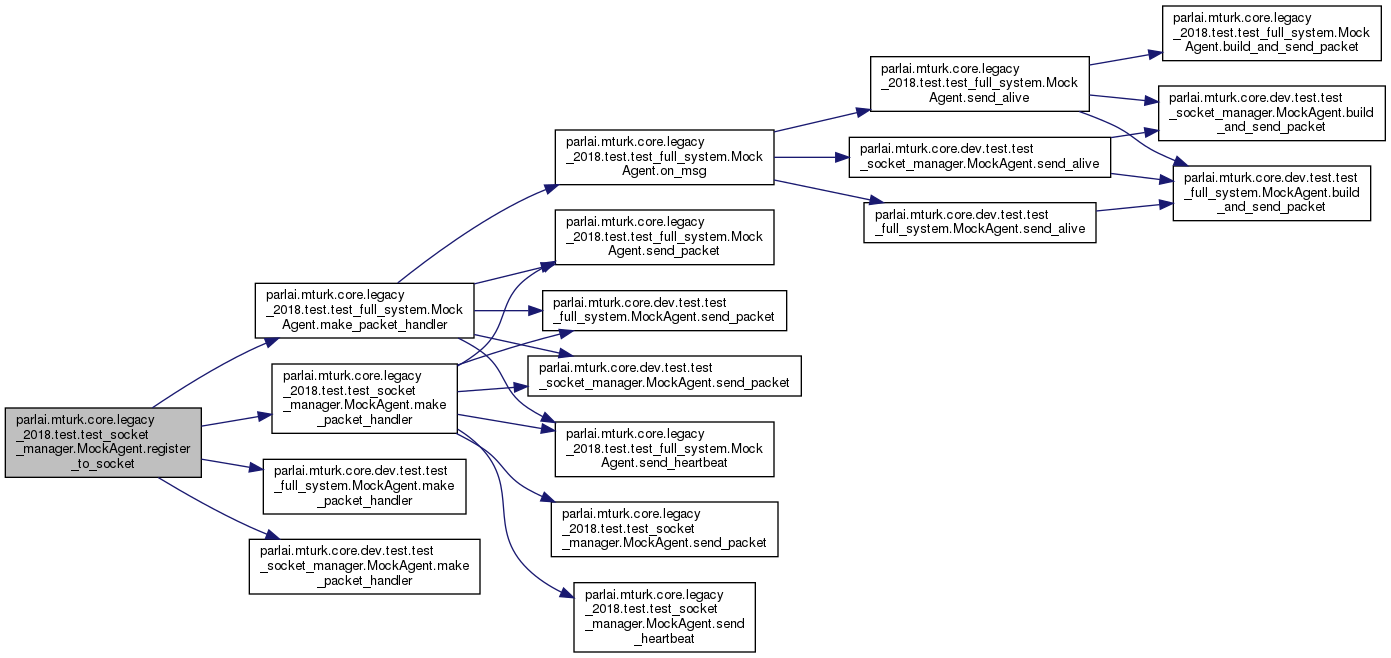 parlai.mturk.core.legacy
_2018.test.test_socket
_manager.MockAgent.register
_to_socket
parlai.mturk.core.legacy
_2018.test.test_full_system.Mock
Agent.make_packet_handler
parlai.mturk.core.legacy
_2018.test.test_socket
_manager.MockAgent.make
_packet_handler
parlai.mturk.core.dev.test.test
_full_system.MockAgent.make
_packet_handler
parlai.mturk.core.dev.test.test
_socket_manager.MockAgent.make
_packet_handler
parlai.mturk.core.legacy
_2018.test.test_full_system.Mock
Agent.on_msg
parlai.mturk.core.legacy
_2018.test.test_full_system.Mock
Agent.send_packet
parlai.mturk.core.dev.test.test
_full_system.MockAgent.send_packet
parlai.mturk.core.dev.test.test
_socket_manager.MockAgent.send_packet
parlai.mturk.core.legacy
_2018.test.test_full_system.Mock
Agent.send_heartbeat
parlai.mturk.core.legacy
_2018.test.test_socket
_manager.MockAgent.send_packet
parlai.mturk.core.legacy
_2018.test.test_socket
_manager.MockAgent.send
_heartbeat
parlai.mturk.core.legacy
_2018.test.test_full_system.Mock
Agent.send_alive
parlai.mturk.core.dev.test.test
_socket_manager.MockAgent.send_alive
parlai.mturk.core.dev.test.test
_full_system.MockAgent.send_alive
parlai.mturk.core.legacy
_2018.test.test_full_system.Mock
Agent.build_and_send_packet
parlai.mturk.core.dev.test.test
_socket_manager.MockAgent.build
_and_send_packet
parlai.mturk.core.dev.test.test
_full_system.MockAgent.build
_and_send_packet